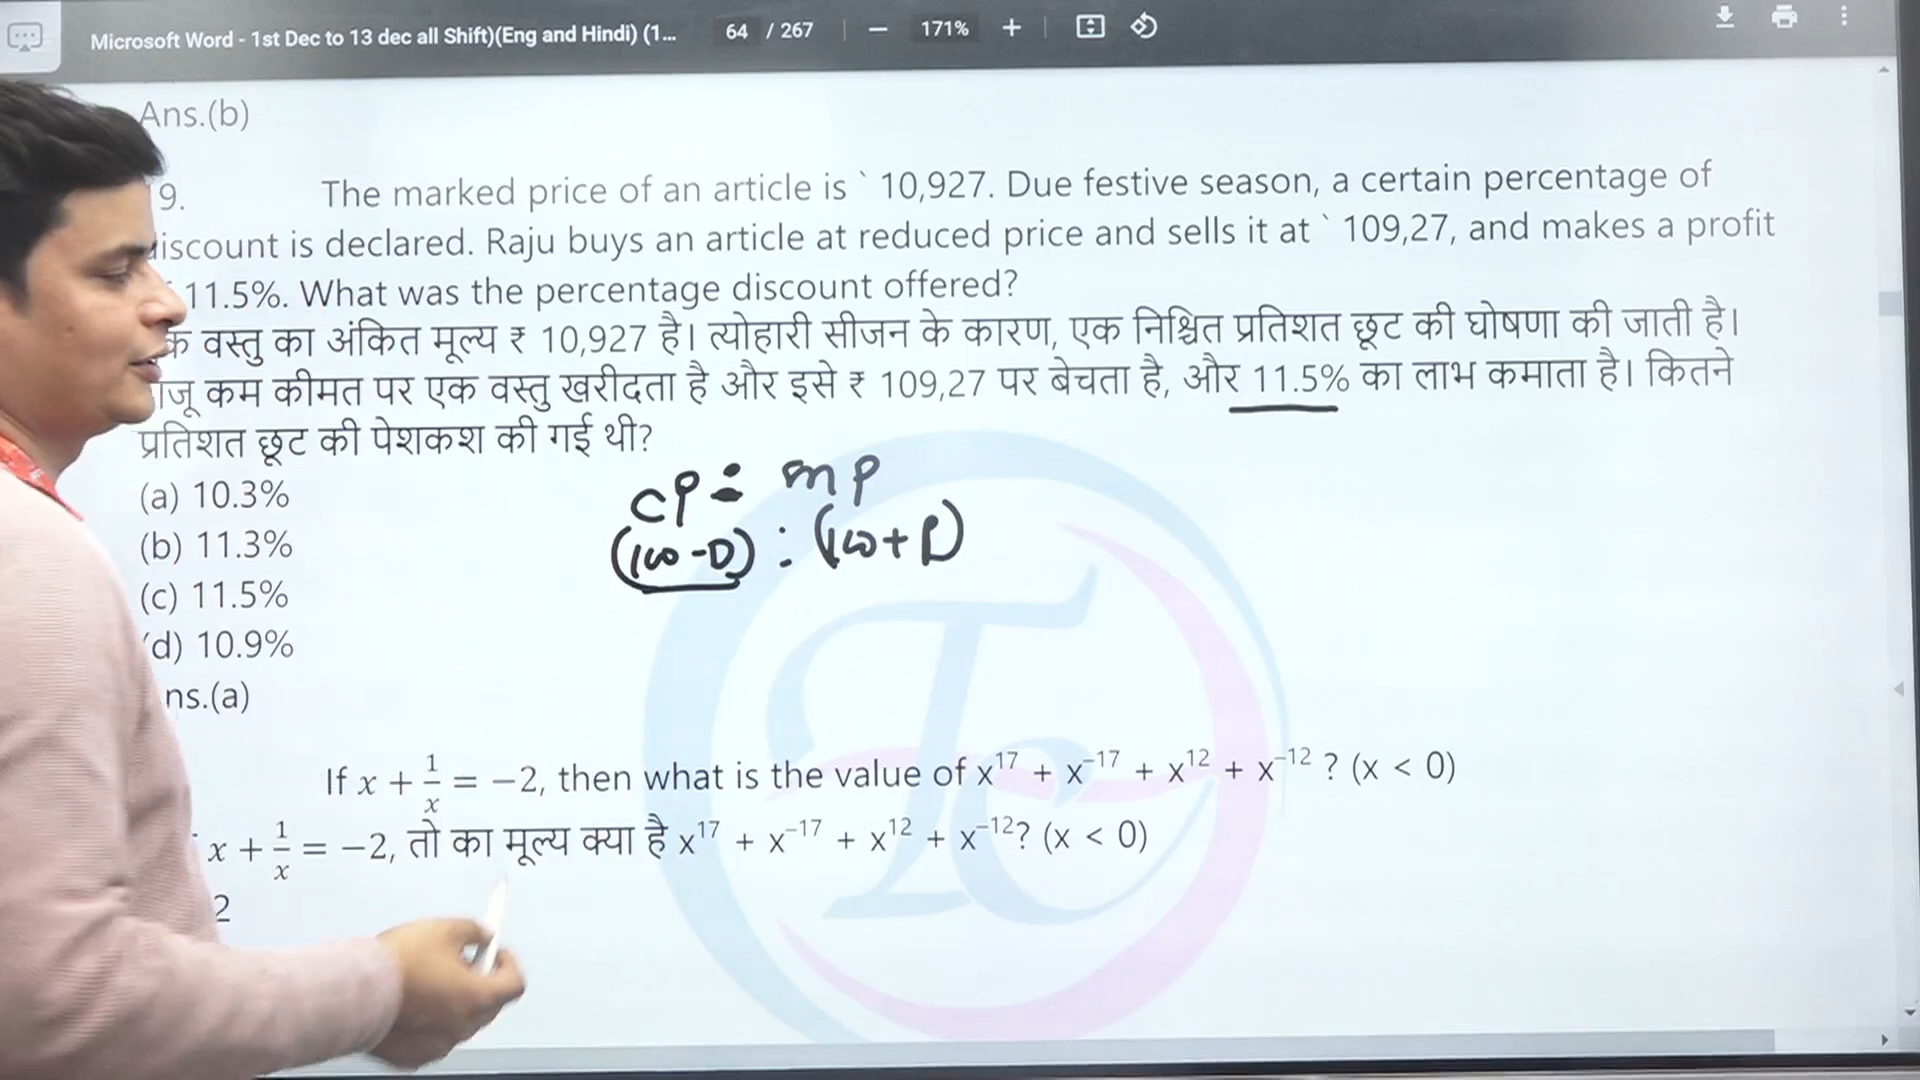 Microsoft Word - 1st Dec to 13 dec all Shift)(Eng and Hindi) (1... 64 / 267 171%
Ans.(b)
9. The marked price of an article is ` 10,927. Due festive season, a certain percentage of
iscount is declared. Raju buys an article at reduced price and sells it at ` 109,27, and makes a profit
11.5%. What was the percentage discount offered?
वस्तु का अंकित मूल्य ₹ 10,927 है। त्योहारी सीजन के कारण, एक निश्चित प्रतिशत छूट की घोषणा की जाती है।
ाजू कम कीमत पर एक वस्तु खरीदता है और इसे ₹ 109,27 पर बेचता है, और 11.5% का लाभ कमाता है। कितने
प्रतिशत छूट की पेशकश की गई थी?
CP : MP
(100-D) : (100+P)
(a) 10.3%
(b) 11.3%
(c) 11.5%
d) 10.9%
ns.(a)
If x + 1/x = −2, then what is the value of x¹⁷ + x⁻¹⁷ + x¹² + x⁻¹² ? (x < 0)
x + 1/x = −2, तो का मूल्य क्या है x¹⁷ + x⁻¹⁷ + x¹² + x⁻¹²? (x < 0)
2
Tc